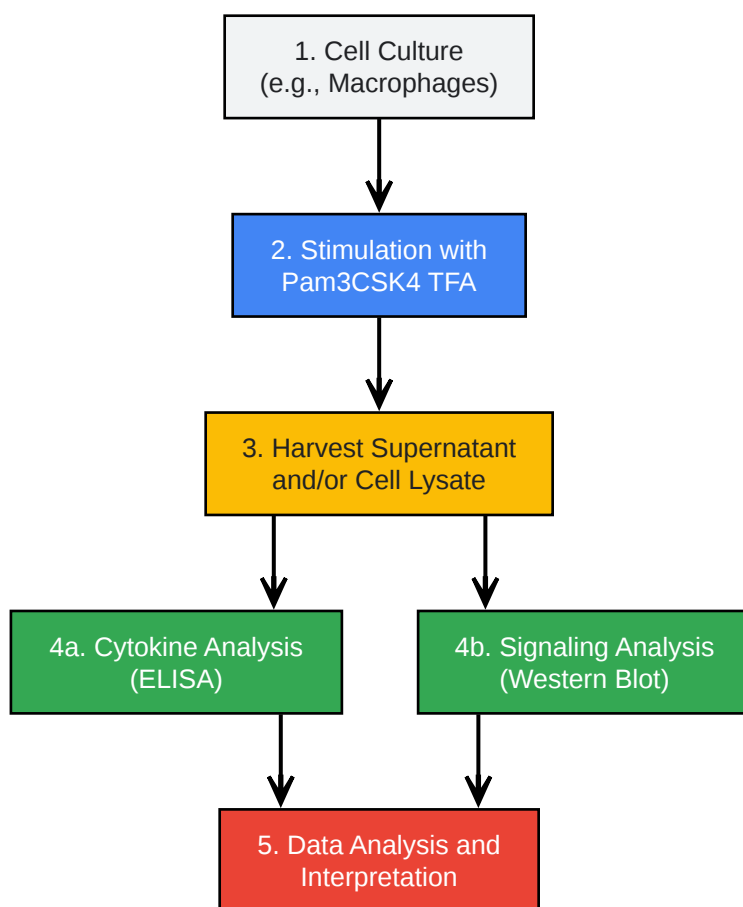 1. Cell Culture
(e.g., Macrophages)
2. Stimulation with
Pam3CSK4 TFA
3. Harvest Supernatant
and/or Cell Lysate
4a. Cytokine Analysis
(ELISA)
4b. Signaling Analysis
(Western Blot)
5. Data Analysis and
Interpretation